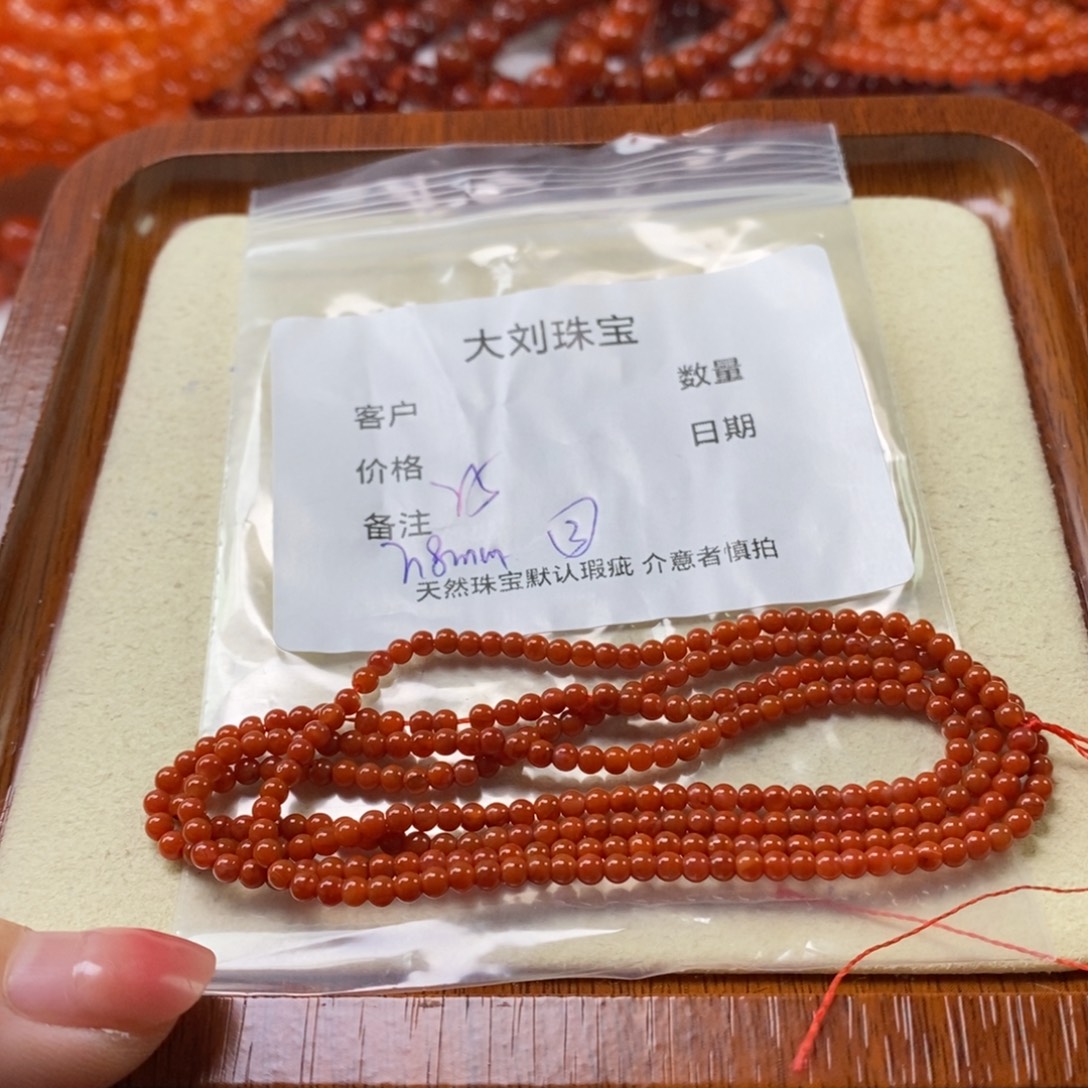 大刘珠宝
客户
数量
价格
日期
备注
③
天然珠宝默认瑕疵 介意者慎拍